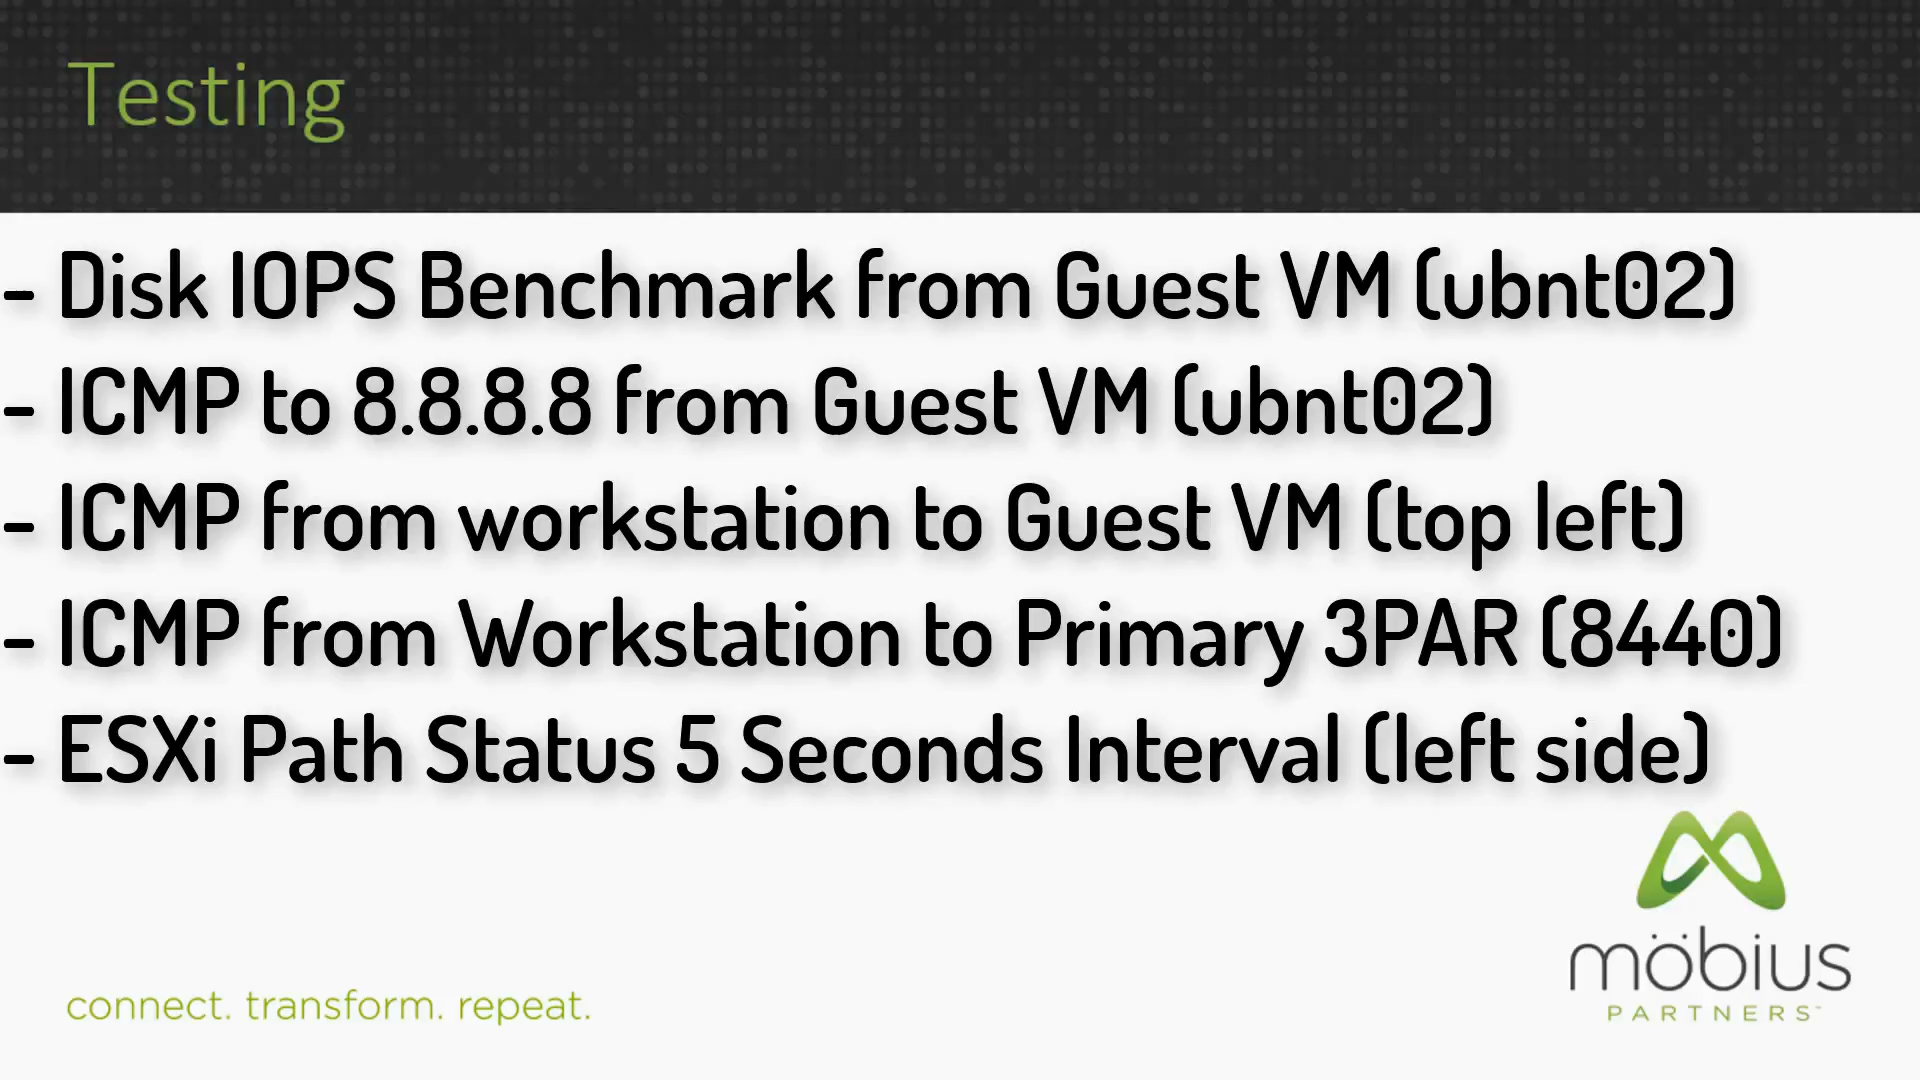 Testing
- Disk IOPS Benchmark from Guest VM (ubnt02)
- ICMP to 8.8.8.8 from Guest VM (ubnt02)
- ICMP from workstation to Guest VM (top left)
- ICMP from Workstation to Primary 3PAR (8440)
- ESXi Path Status 5 Seconds Interval (left side)
möbius
PARTNERS™
connect. transform. repeat.